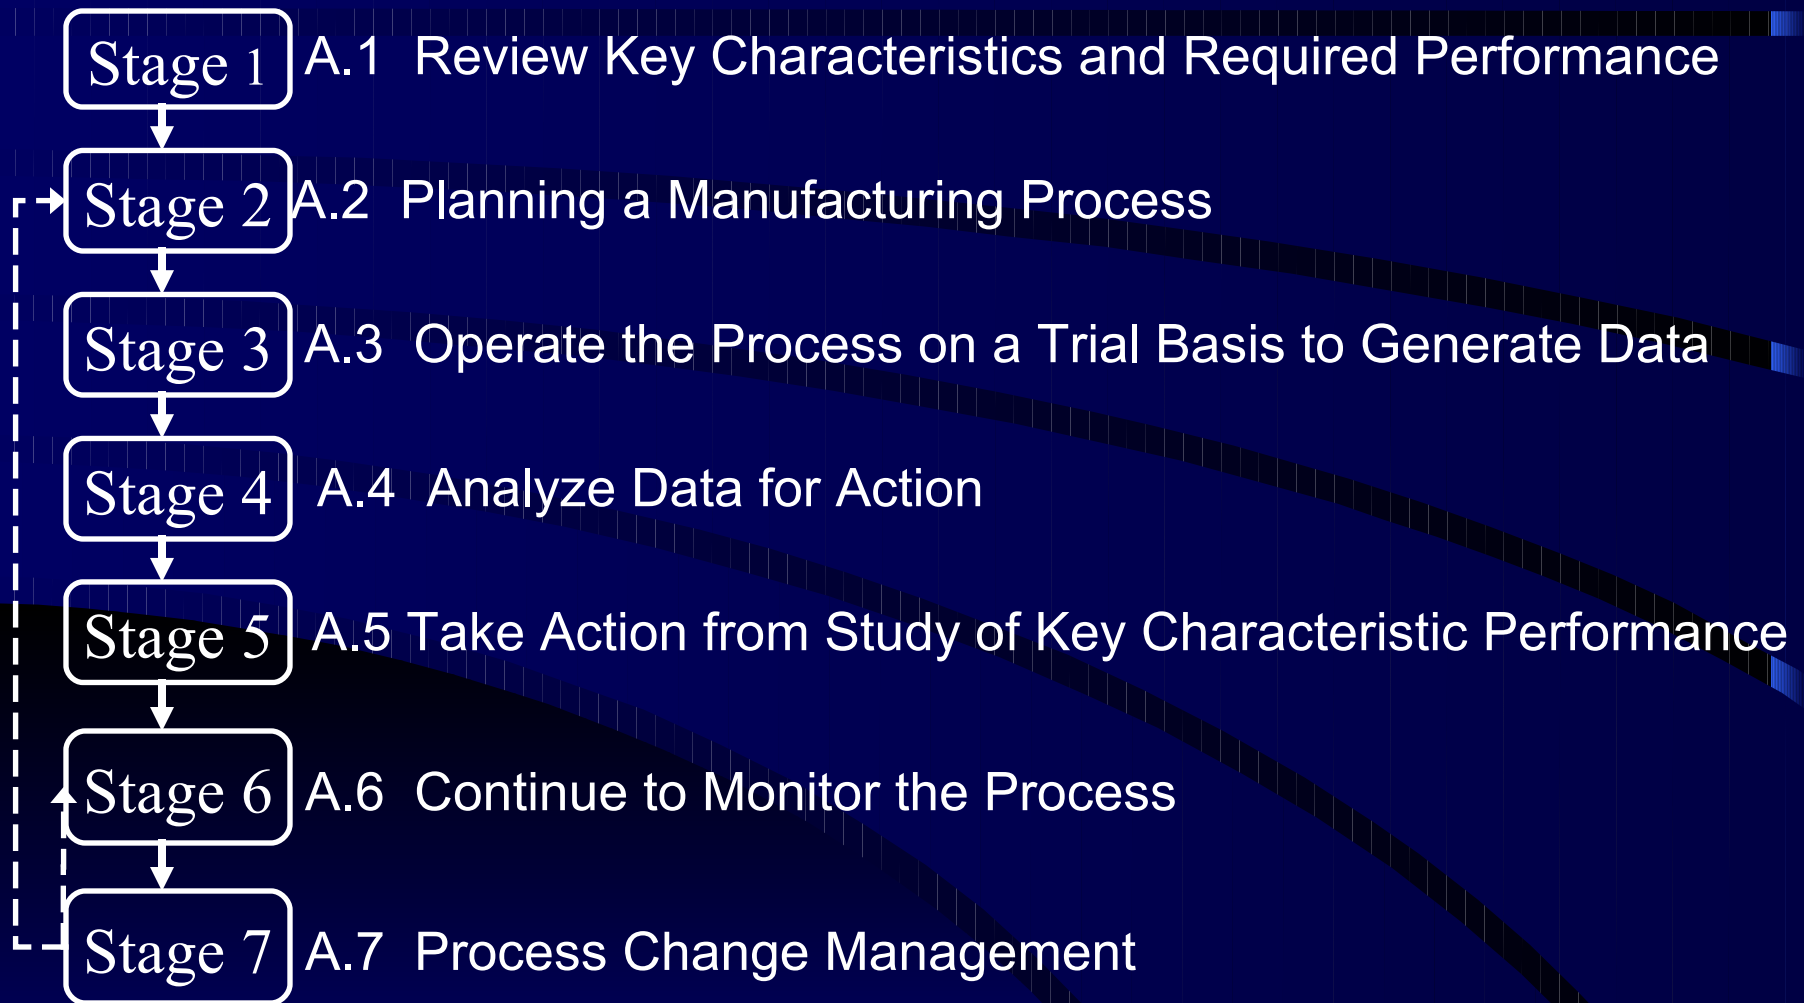 Stage 1 A.1 Review Key Characteristics and Required Performance
Stage 2 A.2 Planning a Manufacturing Process
Stage 3 A.3 Operate the Process on a Trial Basis to Generate Data
Stage 4 A.4 Analyze Data for Action
Stage 5 A.5 Take Action from Study of Key Characteristic Performance
Stage 6 A.6 Continue to Monitor the Process
Stage 7 A.7 Process Change Management